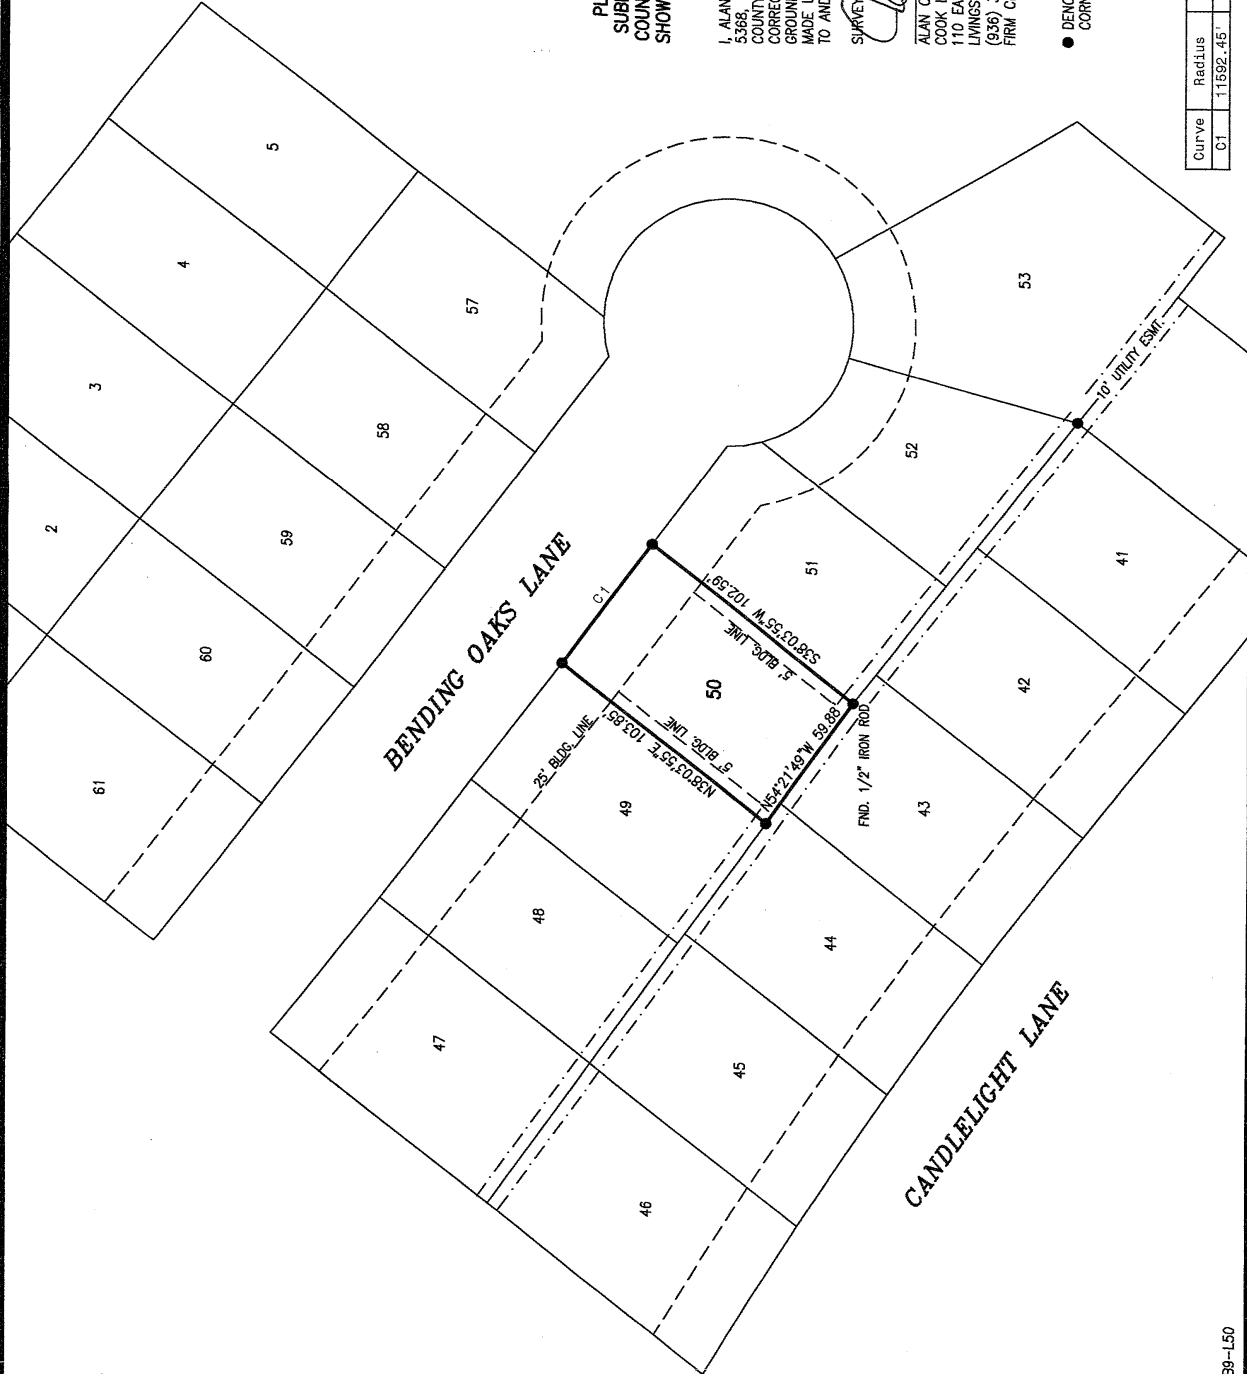 PL
SUBI
COUN
SHOW
I, ALAN
5368,
COUNTY
CORREC
GROUND
MADE U
TO AND
SURVEY
ALAN C
COOK L
110 EA
LIVINGS
(936) 3
FIRM C
● DENO
CORN
Curve Radius
C1 11592.45'
BENDING OAKS LANE
CANDLELIGHT LANE
2
3
4
5
57
58
59
60
61
C1
25' BLDG. LINE
N38°03'55"E 103.85'
5' BLDG. LINE
50
5' BLDG. LINE
S38°03'55"W 102.59'
N54°21'49"W 59.88'
FND. 1/2" IRON ROD
10' UTILITY ESMT.
47
48
49
51
52
53
46
45
44
43
42
41
39-L50